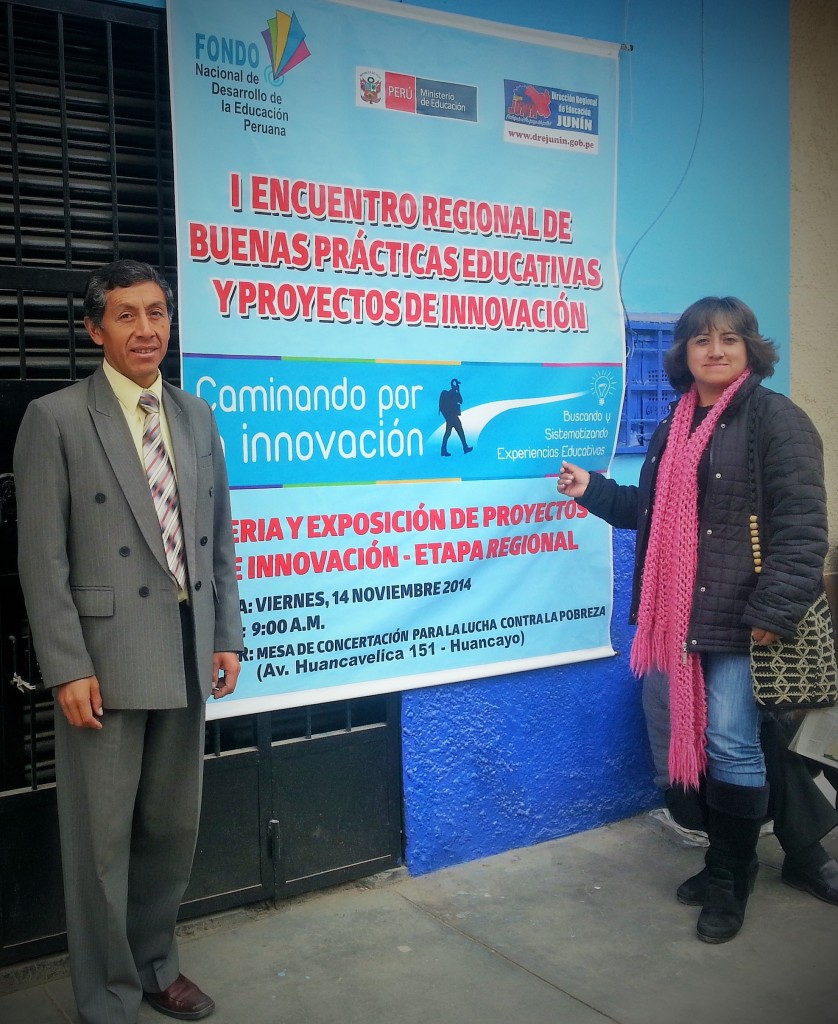 FONDO
Nacional de
Desarrollo de
la Educación
Peruana
PERÚ
Ministerio
de Educación
Dirección Regional
de Educación
JUNÍN
www.drejunin.gob.pe
I ENCUENTRO REGIONAL DE
BUENAS PRÁCTICAS EDUCATIVAS
Y PROYECTOS DE INNOVACIÓN
Caminando por
innovación
Buscando y
Sistematizando
Experiencias Educativas
ERIA Y EXPOSICIÓN DE PROYECTOS
E INNOVACIÓN - ETAPA REGIONAL
A: VIERNES, 14 NOVIEMBRE 2014
: 9:00 A.M.
R: MESA DE CONCERTACIÓN PARA LA LUCHA CONTRA LA POBREZA
(Av. Huancavelica 151 - Huancayo)